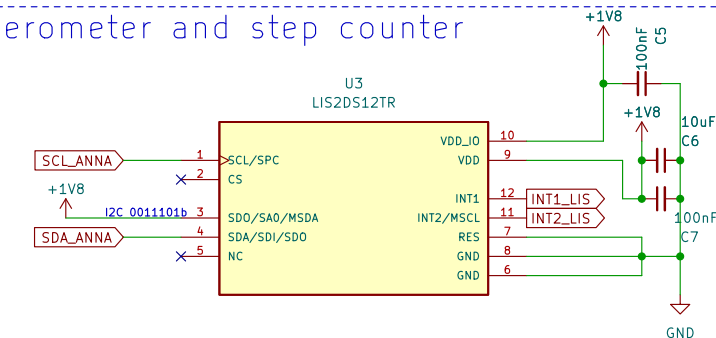 erometer and step counter
+1V8
100nF
C5
U3
LIS2DS12TR
+1V8
10uF
C6
VDD_IO 10
VDD 9
SCL_ANNA 1 SCL/SPC
2 CS
+1V8
I2C 0011101b 3 SDO/SA0/MSDA
SDA_ANNA 4 SDA/SDI/SDO
5 NC
INT1 12 INT1_LIS
INT2/MSCL 11 INT2_LIS
RES 7
GND 8
GND 6
100nF
C7
GND